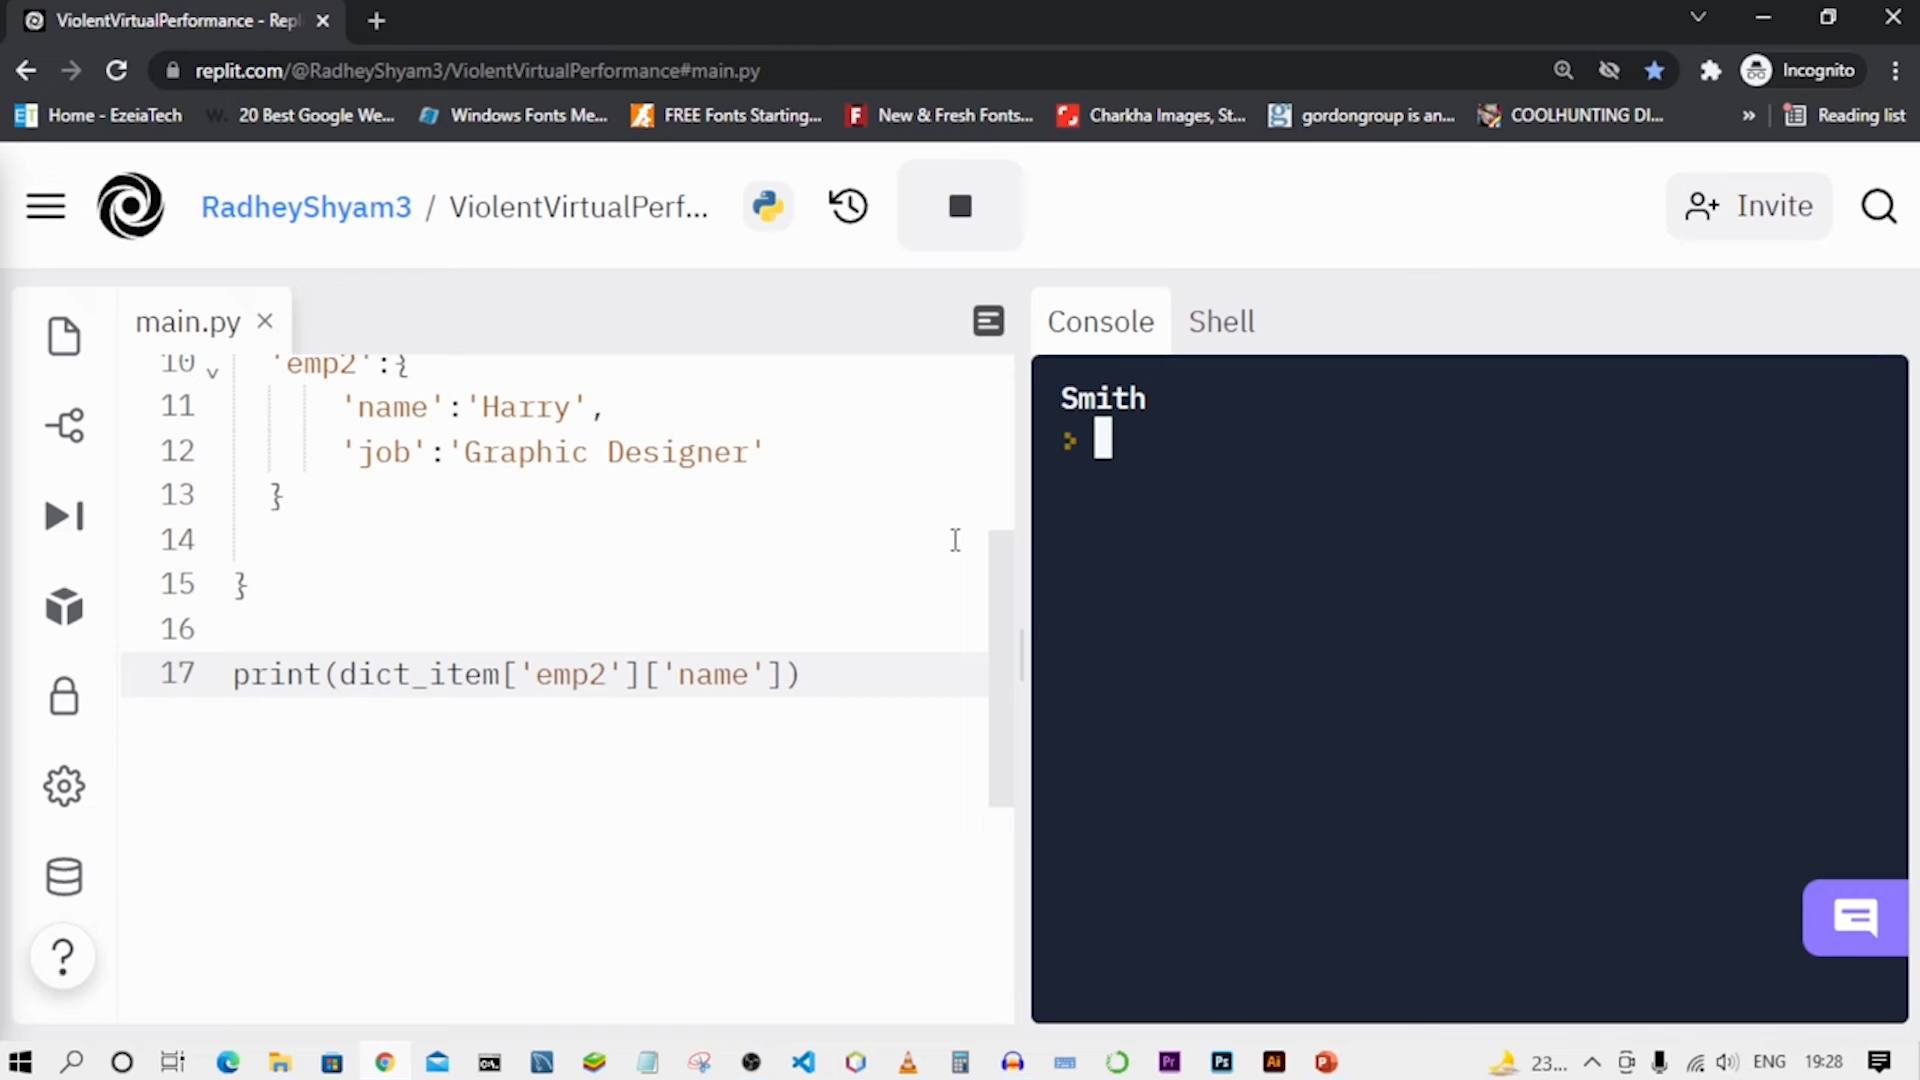 ViolentVirtualPerformance - Repl
replit.com/@RadheyShyam3/ViolentVirtualPerformance#main.py
Incognito
Home - EzeiaTech
20 Best Google We...
Windows Fonts Me...
FREE Fonts Starting...
New & Fresh Fonts...
Charkha Images, St...
gordongroup is an...
COOLHUNTING DI...
»
Reading list
RadheyShyam3 / ViolentVirtualPerf...
Invite
main.py
Console
Shell
10 'emp2':{
11 'name':'Harry',
12 'job':'Graphic Designer'
13 }
14
15 }
16
17 print(dict_item['emp2']['name'])
Smith
23...
ENG
19:28